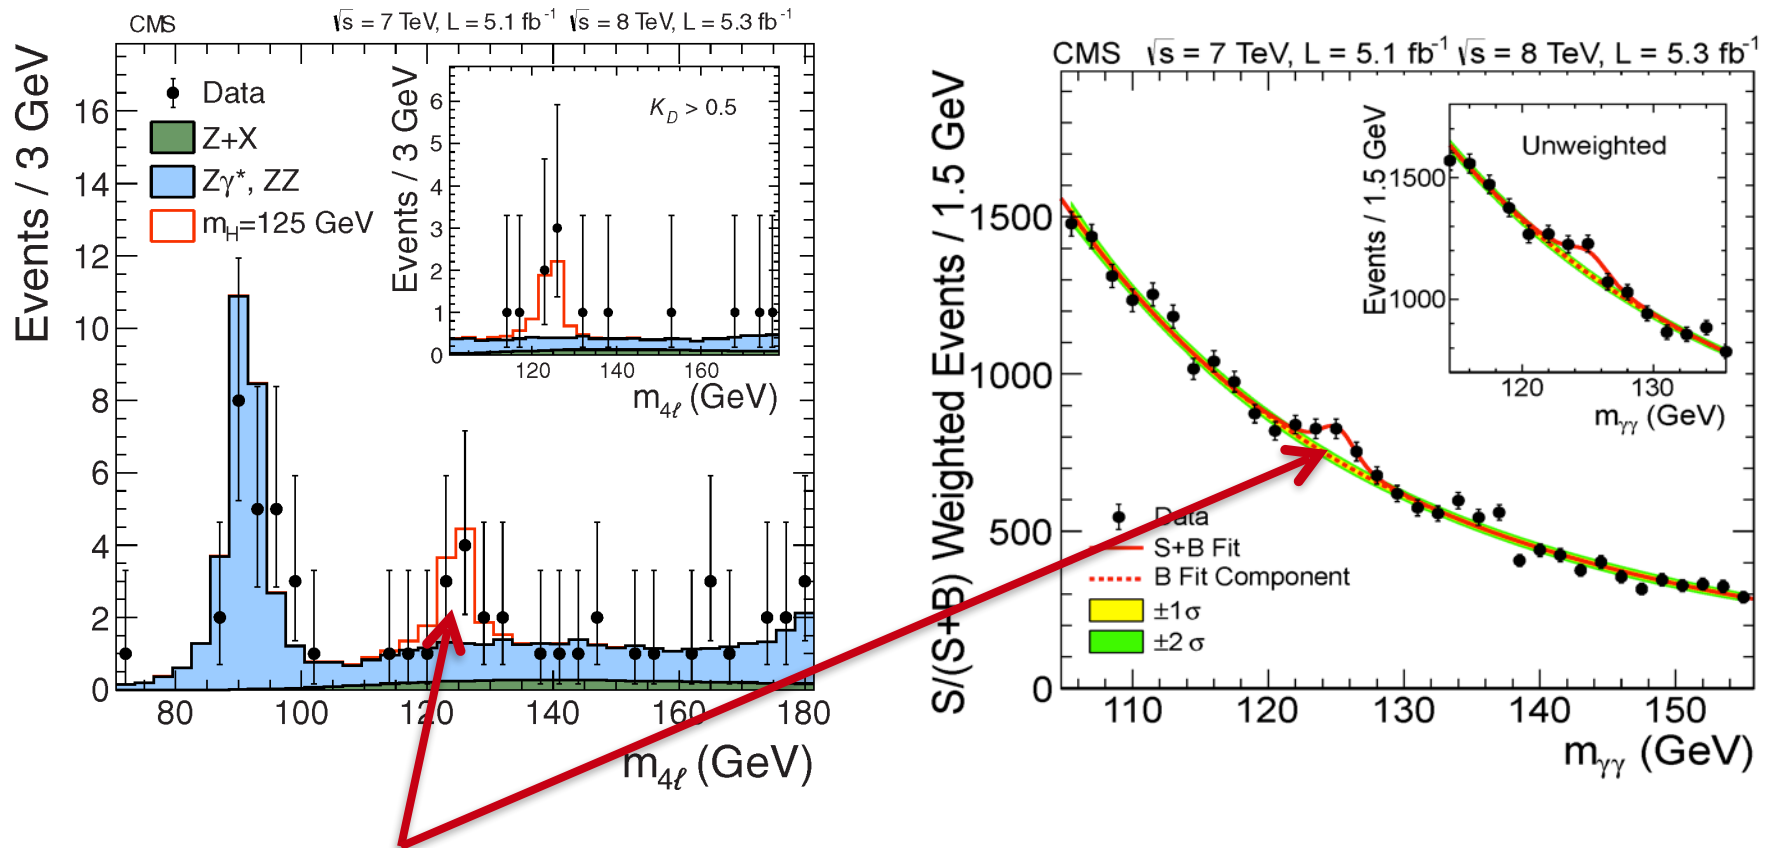 CMS √s = 7 TeV, L = 5.1 fb⁻¹ √s = 8 TeV, L = 5.3 fb⁻¹
Events / 3 GeV
16
14
12
10
8
6
4
2
0
Data
Z+X
Zγ*, ZZ
m_H=125 GeV
Events / 3 GeV
6
5
4
3
2
1
0
K_D > 0.5
120 140 160
m_4ℓ (GeV)
80 100 120 140 160 180
m_4ℓ (GeV)
CMS √s = 7 TeV, L = 5.1 fb⁻¹ √s = 8 TeV, L = 5.3 fb⁻¹
S/(S+B) Weighted Events / 1.5 GeV
1500
1000
500
0
Events / 1.5 GeV
Unweighted
1500
1000
120 130
m_γγ (GeV)
Data
S+B Fit
B Fit Component
±1σ
±2 σ
110 120 130 140 150
m_γγ (GeV)